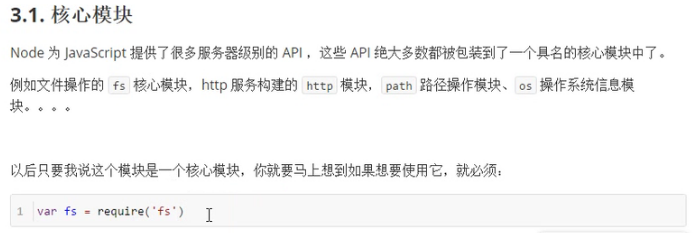 3.1. 核心模块
Node 为 JavaScript 提供了很多服务器级别的 API ，这些 API 绝大多数都被包装到了一个具名的核心模块中了。
例如文件操作的 fs 核心模块，http 服务构建的 http 模块， path 路径操作模块、 os 操作系统信息模
块。。。。
以后只要我说这个模块是一个核心模块，你就要马上想到如果想要使用它，就必须：
1 var fs = require('fs')